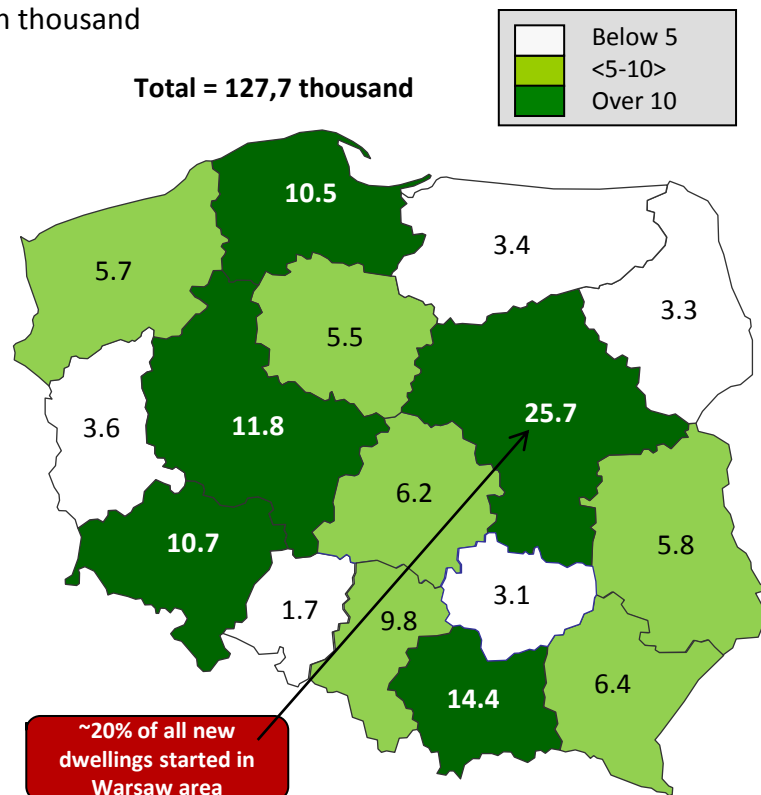 thousand
Below 5
<5-10>
Over 10
Total = 127,7 thousand
10.5
3.4
5.7
3.3
5.5
25.7
3.6
11.8
6.2
10.7
5.8
3.1
1.7
9.8
6.4
14.4
~20% of all new
dwellings started in
Warsaw area